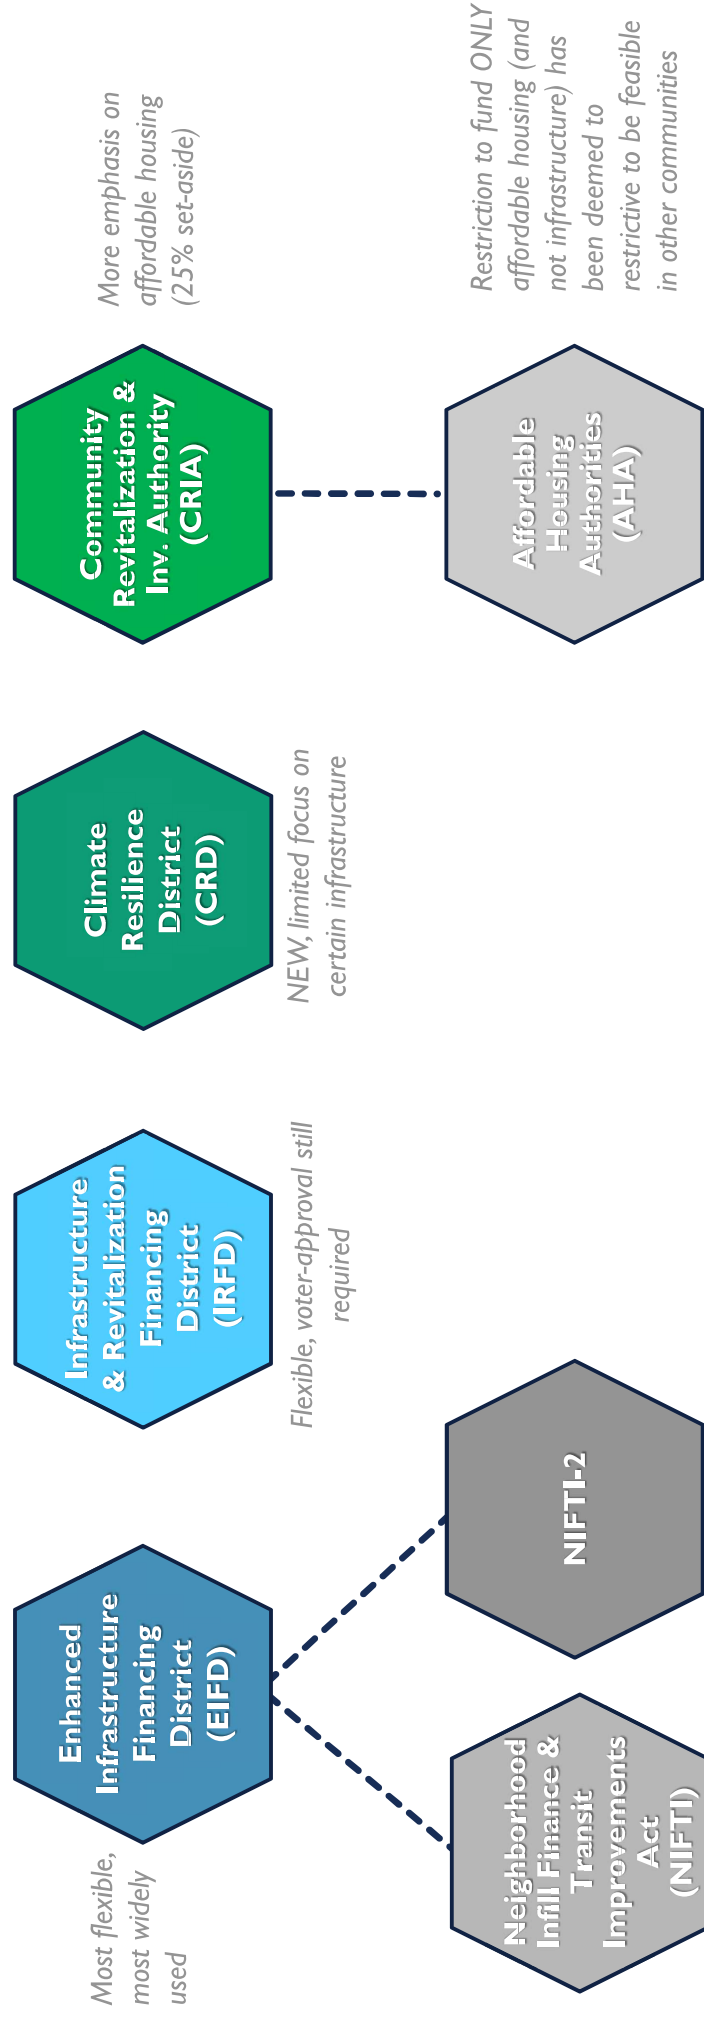 Most flexible,
most widely
used
Enhanced
Infrastructure
Financing
District
(EIFD)
Infrastructure
& Revitalization
Financing
District
(IRFD)
Flexible, voter-approval still
required
Climate
Resilience
District
(CRD)
NEW, limited focus on
certain infrastructure
Community
Revitalization &
Inv. Authority
(CRIA)
More emphasis on
affordable housing
(25% set-aside)
Neighborhood
Infill Finance &
Transit
Improvements
Act
(NIFTI)
NIFTI-2
Affordable
Housing
Authorities
(AHA)
Restriction to fund ONLY
affordable housing (and
not infrastructure) has
been deemed to
restrictive to be feasible
in other communities